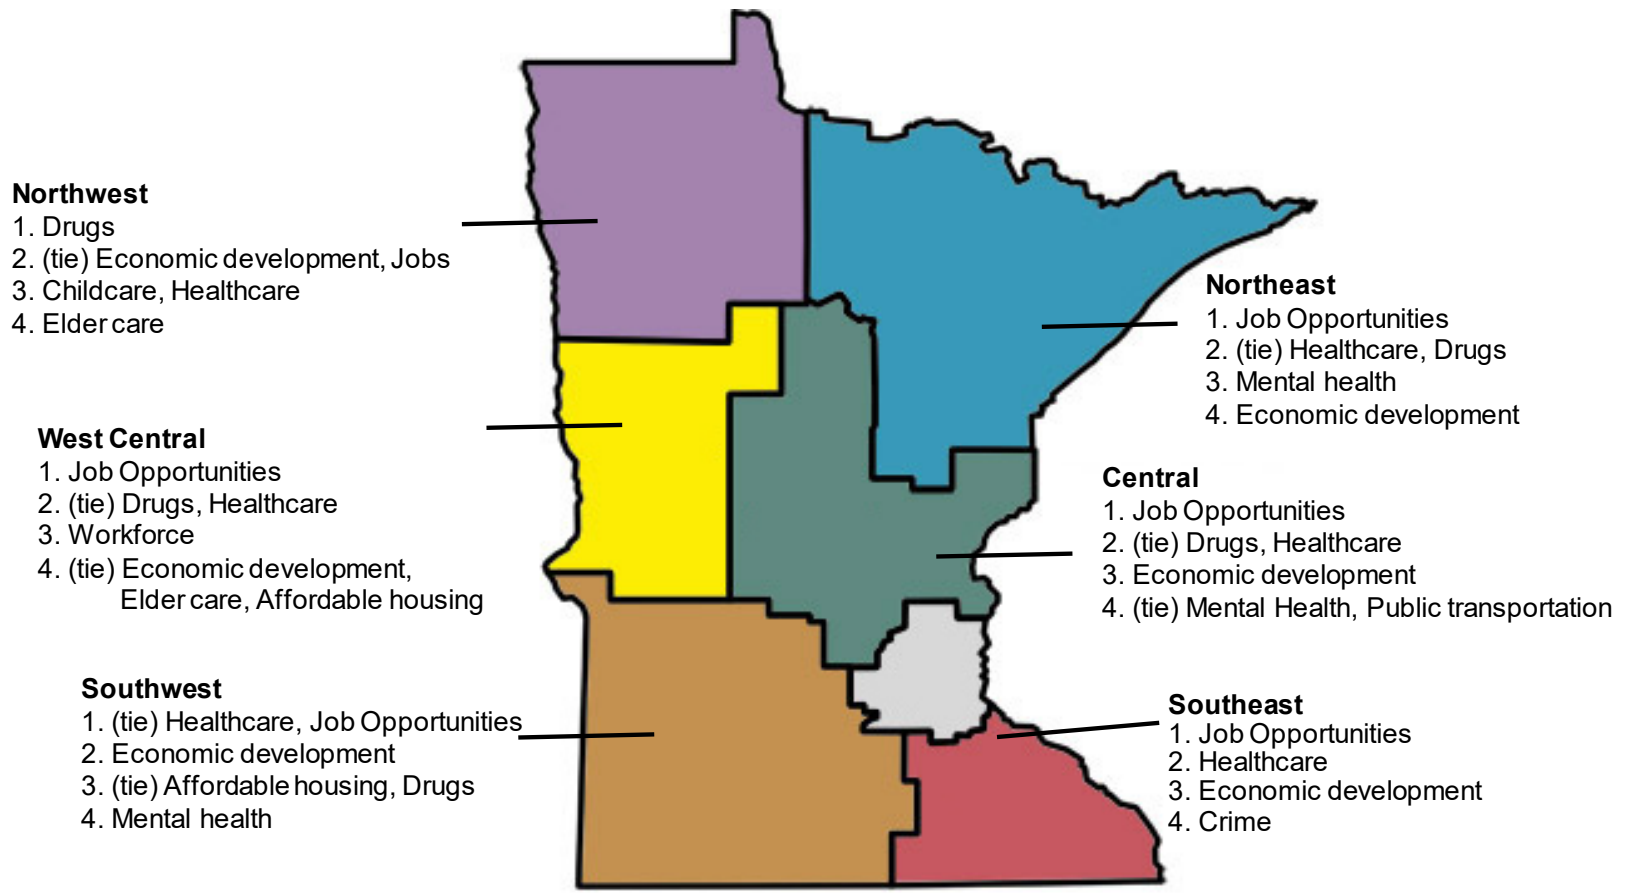 Northwest
1. Drugs
2. (tie) Economic development, Jobs
3. Childcare, Healthcare
4. Elder care
Northeast
1. Job Opportunities
2. (tie) Healthcare, Drugs
3. Mental health
4. Economic development
West Central
1. Job Opportunities
2. (tie) Drugs, Healthcare
3. Workforce
4. (tie) Economic development,
Elder care, Affordable housing
Central
1. Job Opportunities
2. (tie) Drugs, Healthcare
3. Economic development
4. (tie) Mental Health, Public transportation
Southwest
1. (tie) Healthcare, Job Opportunities
2. Economic development
3. (tie) Affordable housing, Drugs
4. Mental health
Southeast
1. Job Opportunities
2. Healthcare
3. Economic development
4. Crime